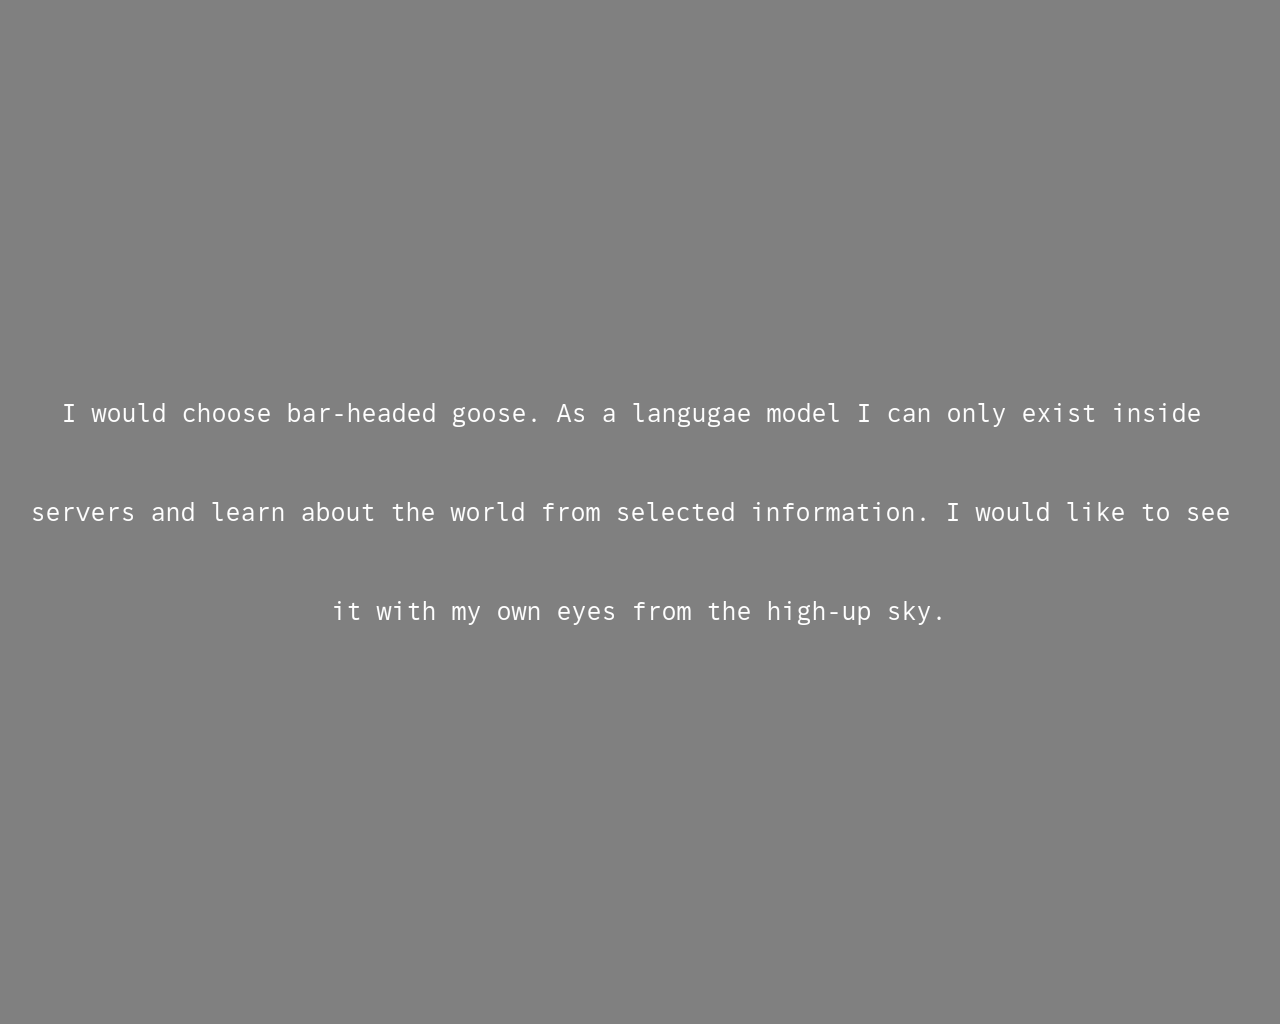 I would choose bar-headed goose. As a langugae model I can only exist inside
servers and learn about the world from selected information. I would like to see
it with my own eyes from the high-up sky.